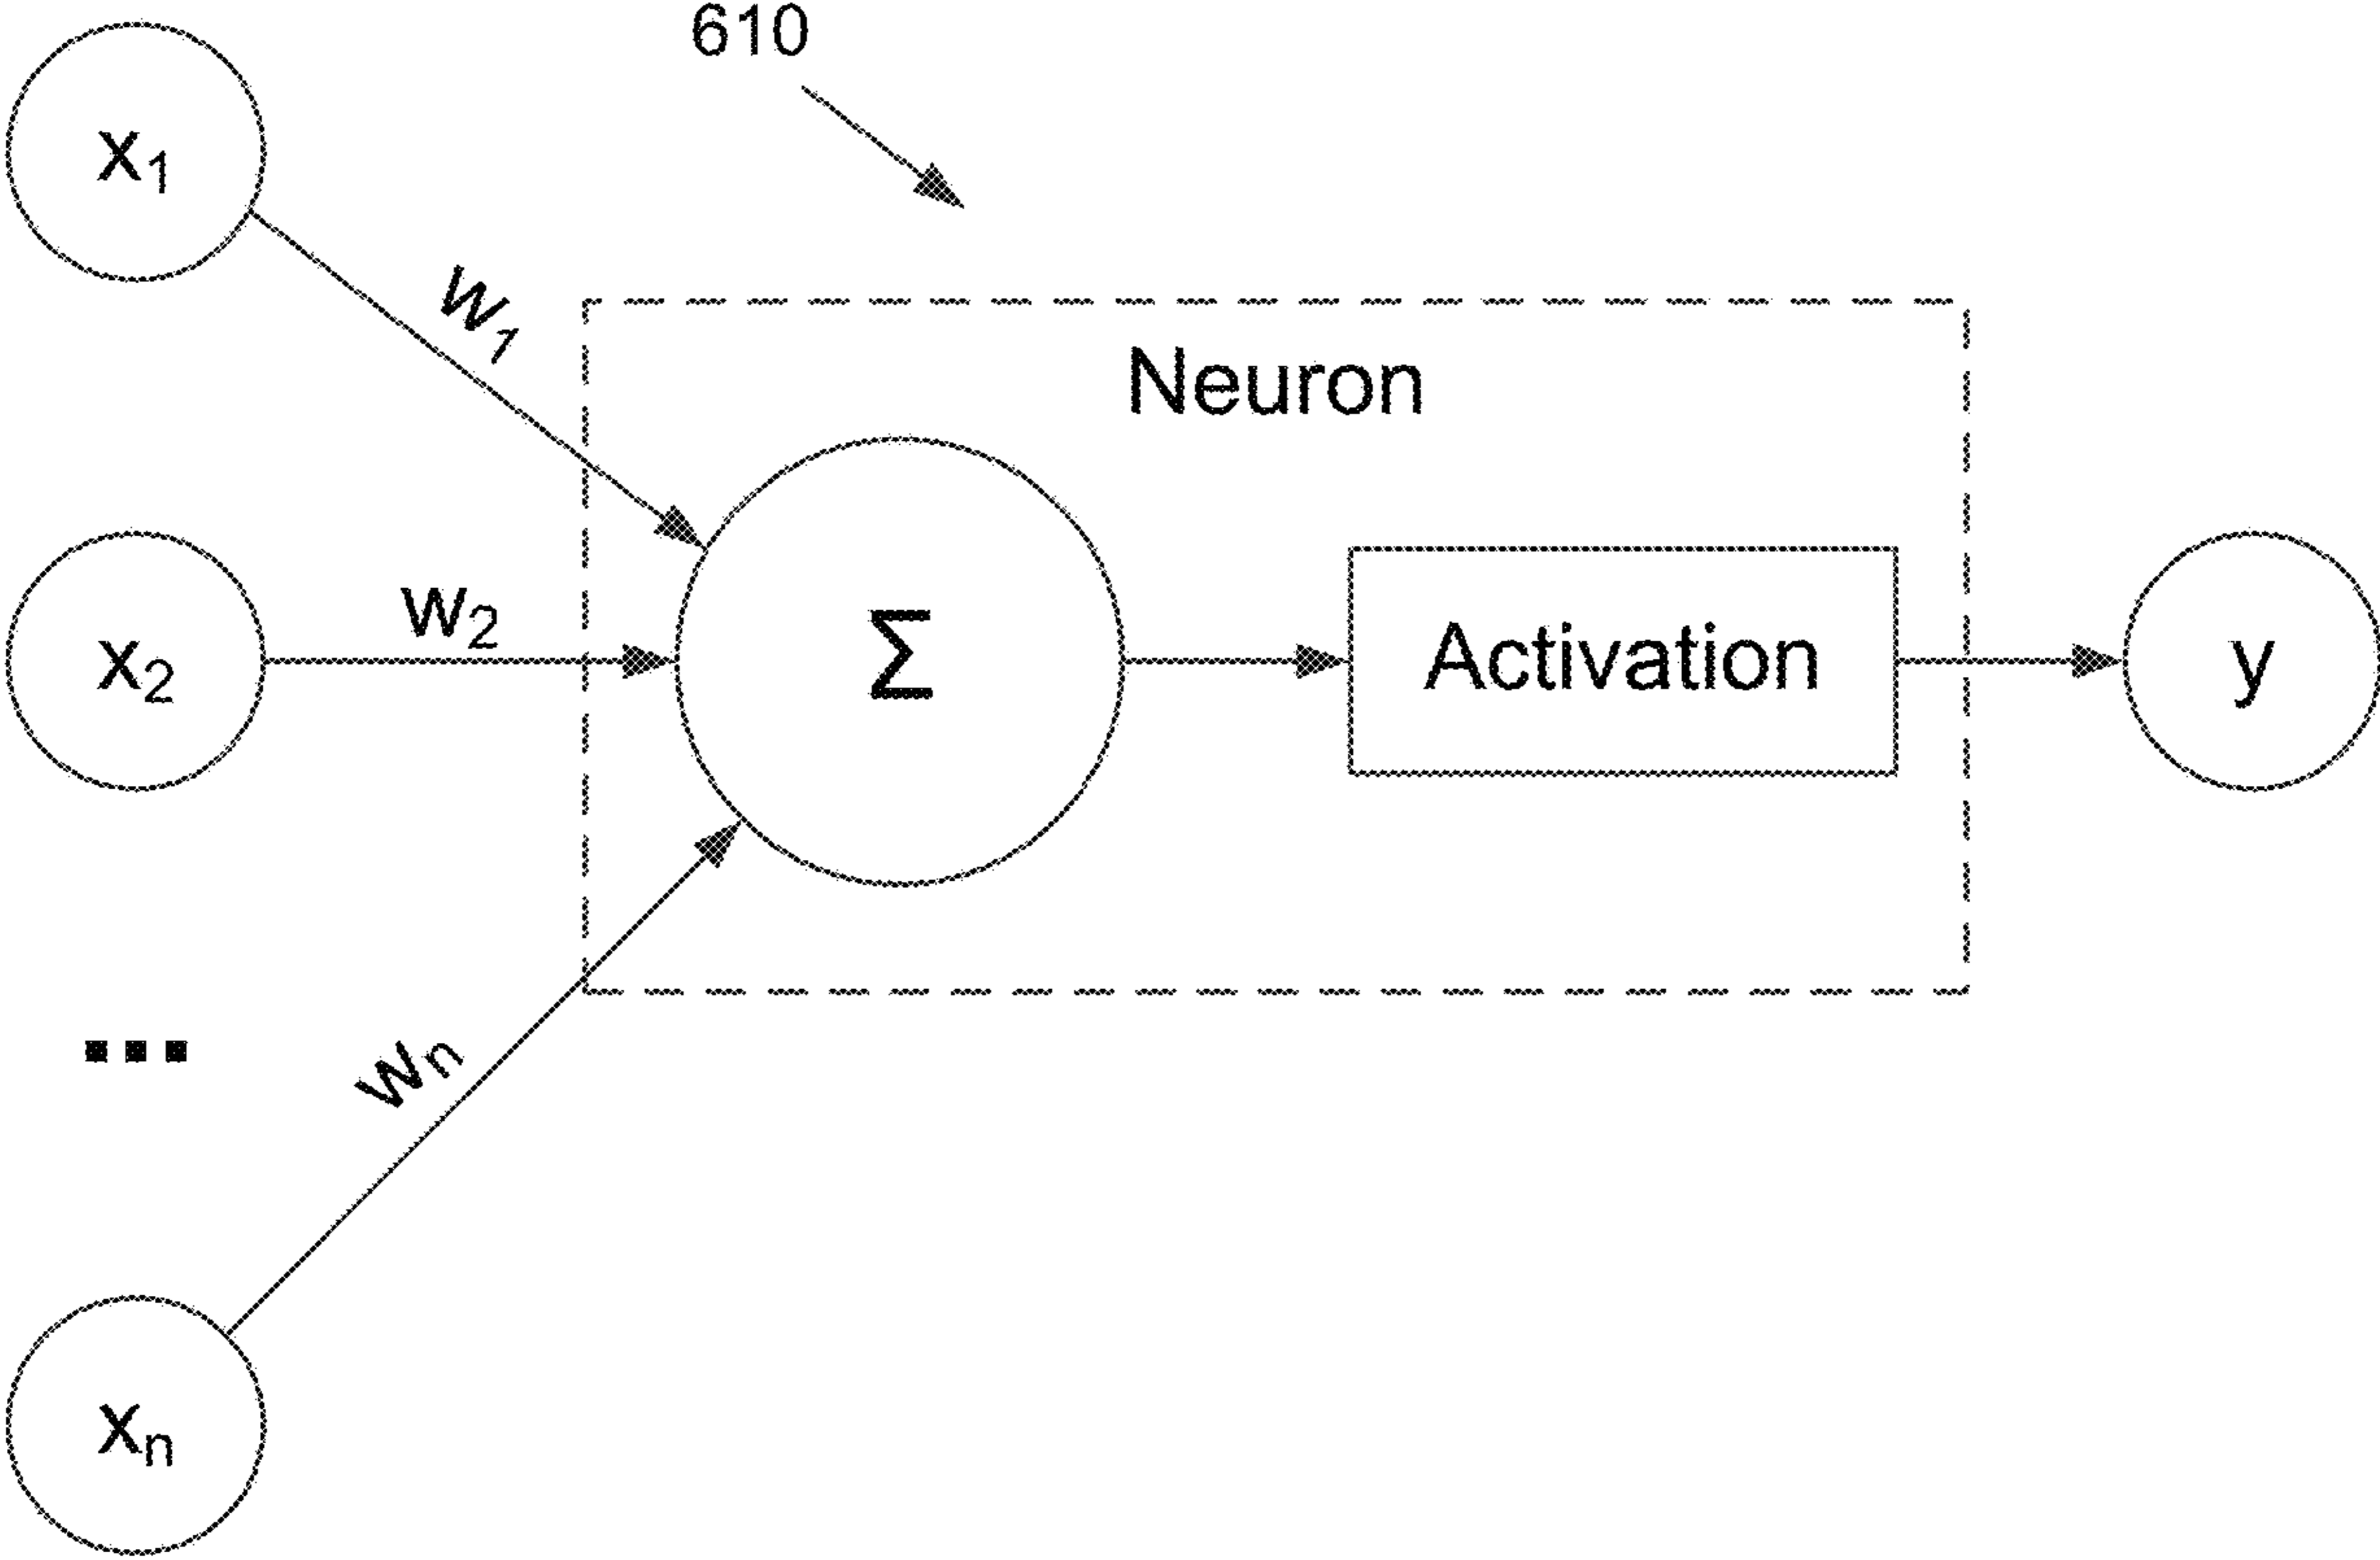 610
x₁
w₁
Neuron
x₂
w₂
Σ
Activation
y
...
wₙ
xₙ